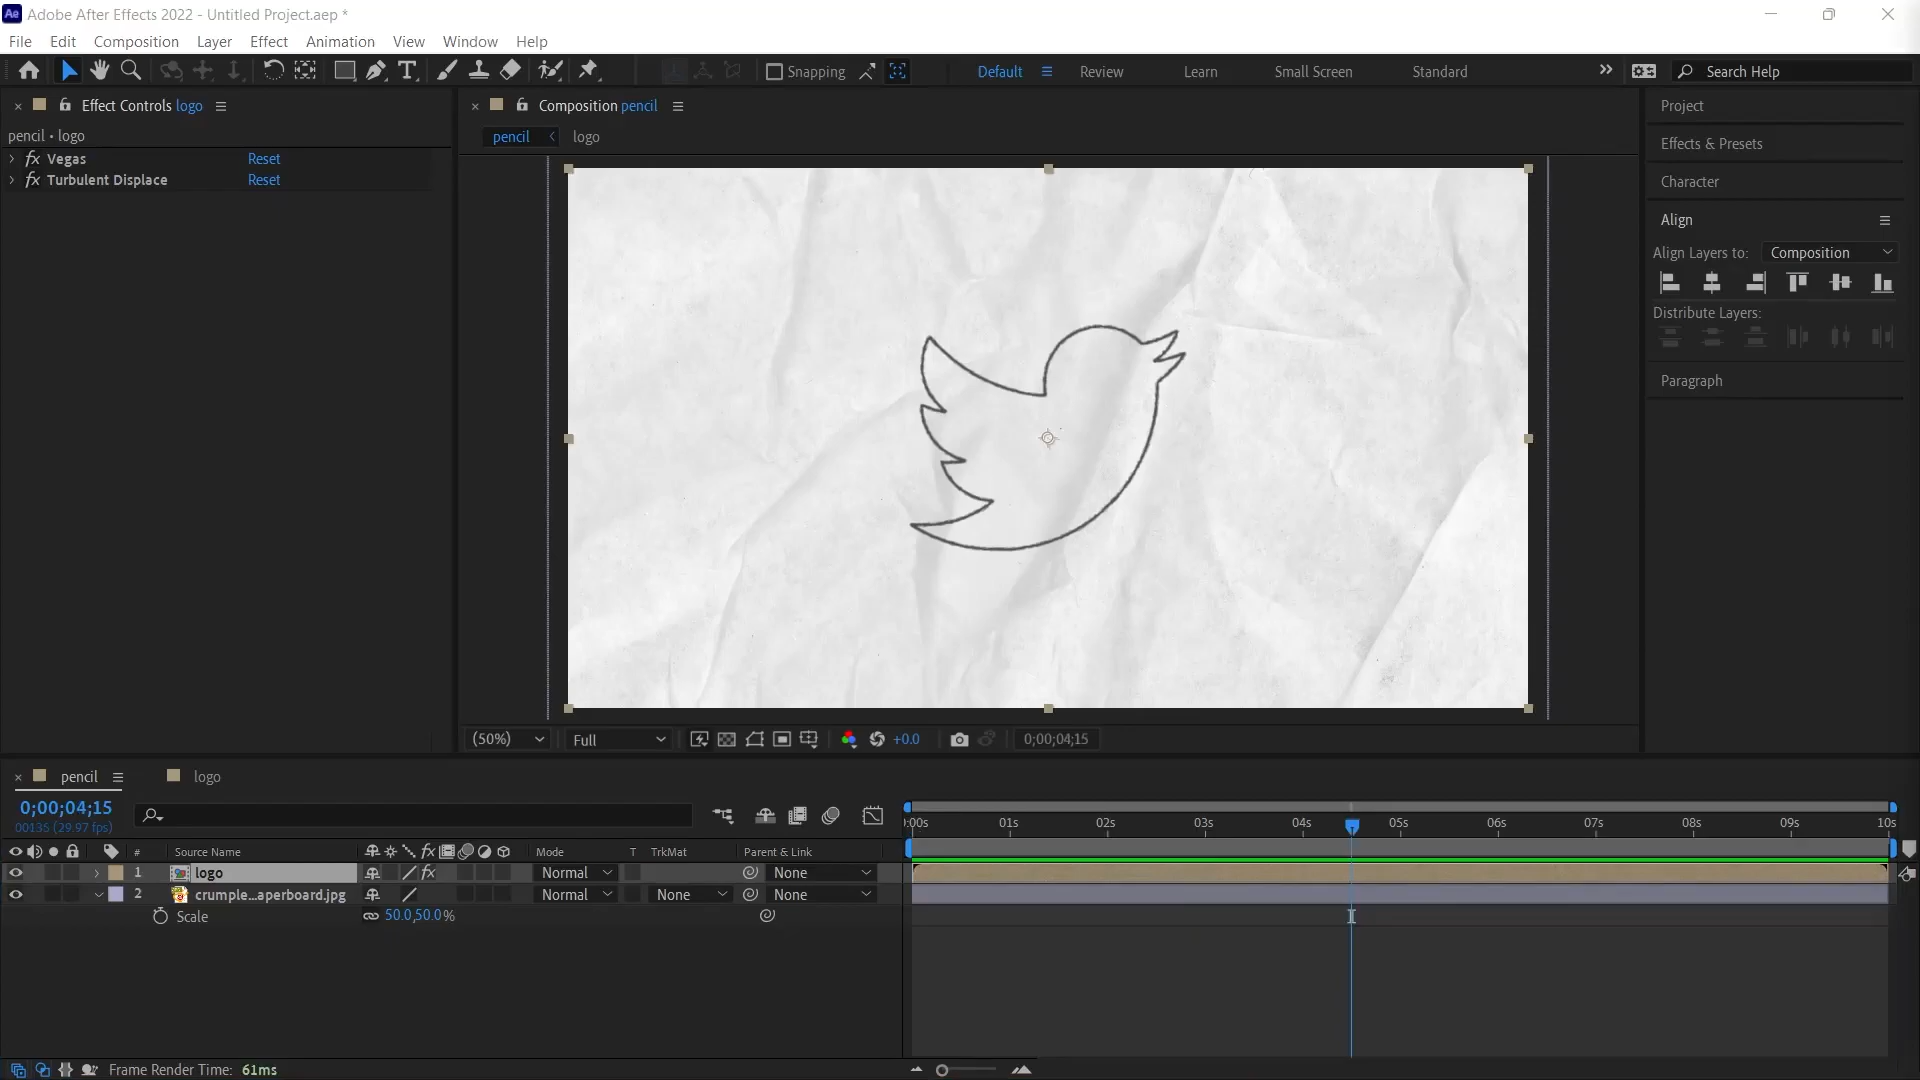 Ae Adobe After Effects 2022 - Untitled Project.aep *
File Edit Composition Layer Effect Animation View Window Help
Snapping Default Review Learn Small Screen Standard Search Help
Effect Controls logo
pencil • logo
fx Vegas Reset
fx Turbulent Displace Reset
Composition pencil
pencil logo
Project
Effects & Presets
Character
Align
Align Layers to: Composition
Distribute Layers:
Paragraph
(50%) Full +0.0 0;00;04;15
pencil logo
0;00;04;15
00135 (29.97 fps)
:00s 01s 02s 03s 04s 05s 06s 07s 08s 09s 10s
# Source Name fx Mode T TrkMat Parent & Link
1 logo fx Normal None
2 crumple...aperboard.jpg Normal None None
Scale 50.0,50.0%
Frame Render Time: 61ms